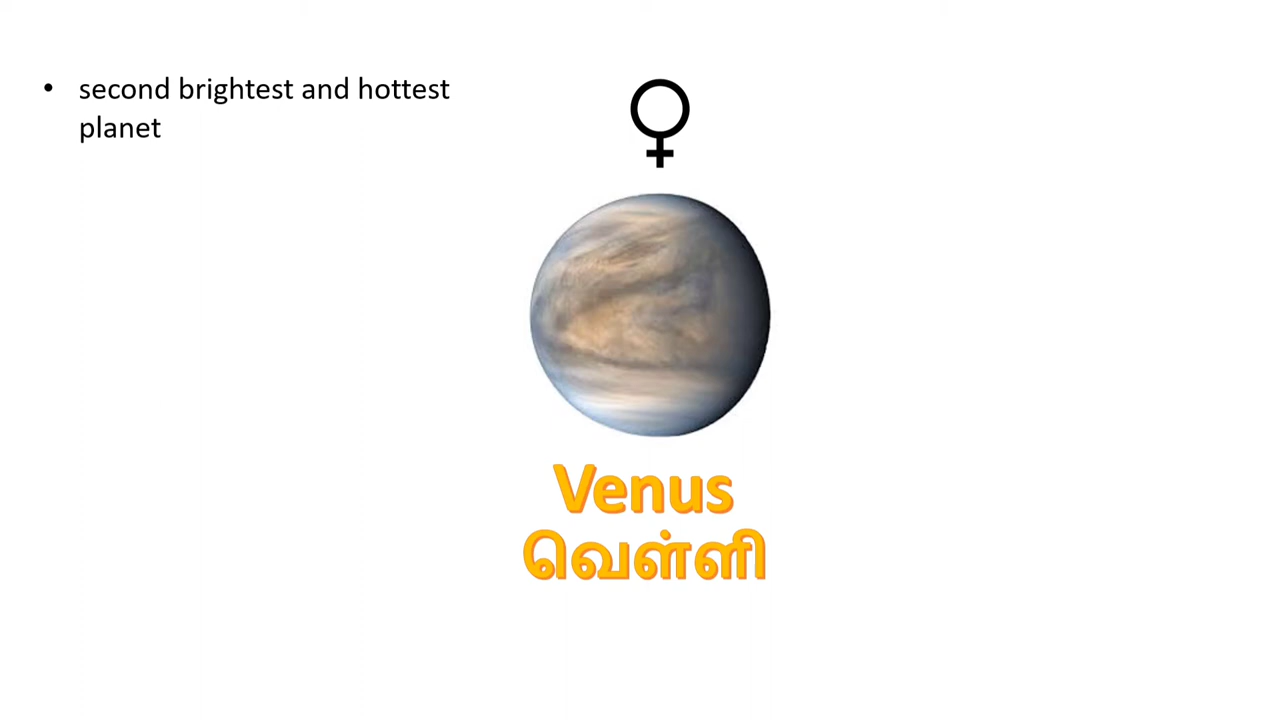 • second brightest and hottest
planet
♀
Venus
வெள்ளி